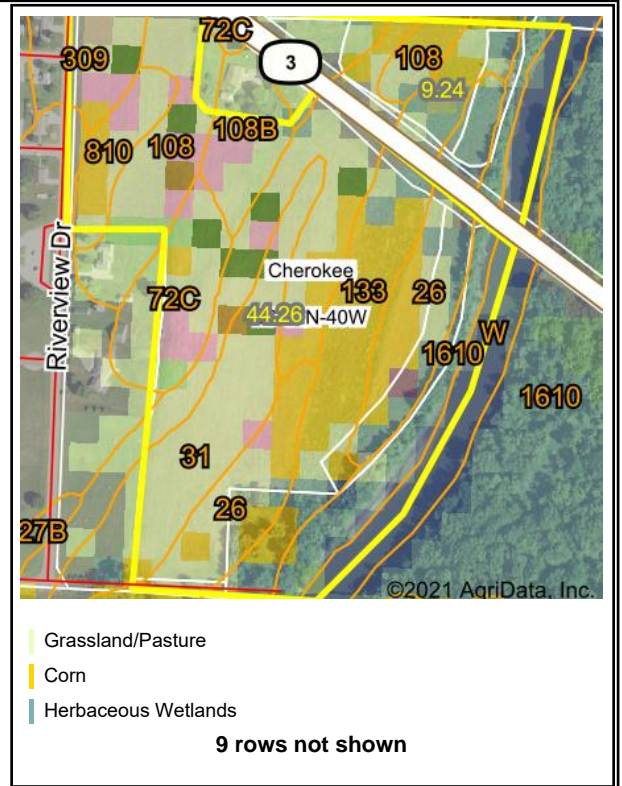 72C
309
3
108
9.24
108B
810 108
Riverview Dr
Cherokee
72C
133
26
44.26
N-40W
1610
W
1610
31
26
27B
©2021 AgriData, Inc.
Grassland/Pasture
Corn
Herbaceous Wetlands
9 rows not shown